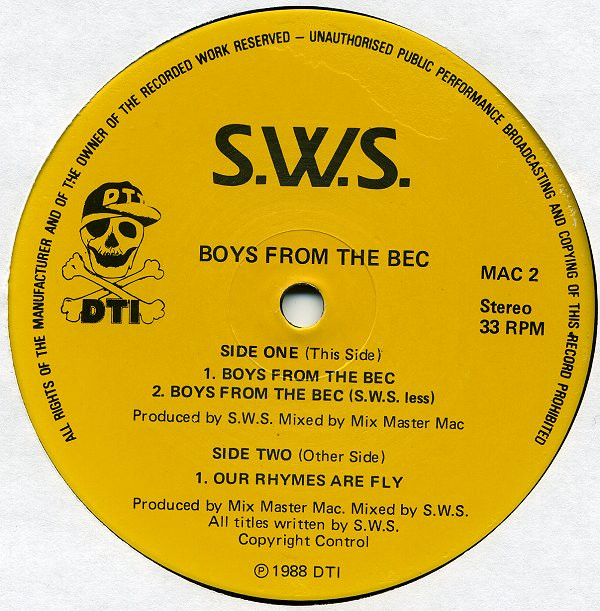 ALL RIGHTS OF THE MANUFACTURER AND OF THE OWNER OF THE RECORDED WORK RESERVED – UNAUTHORISED PUBLIC PERFORMANCE BROADCASTING AND COPYING OF THIS RECORD PROHIBITED
S.W.S.
DTI
DTI
BOYS FROM THE BEC
MAC 2
Stereo
33 RPM
SIDE ONE (This Side)
1. BOYS FROM THE BEC
2. BOYS FROM THE BEC (S.W.S. less)
Produced by S.W.S. Mixed by Mix Master Mac
SIDE TWO (Other Side)
1. OUR RHYMES ARE FLY
Produced by Mix Master Mac. Mixed by S.W.S.
All titles written by S.W.S.
Copyright Control
℗ 1988 DTI